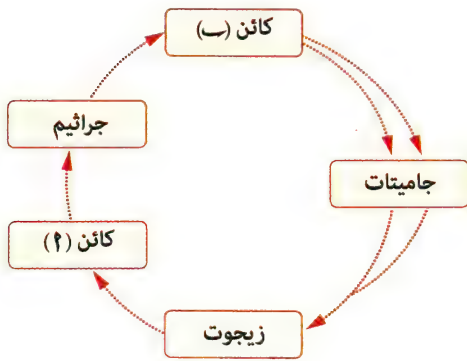 كائن (ب)
جراثيم
جاميتات
كائن (أ)
زيجوت